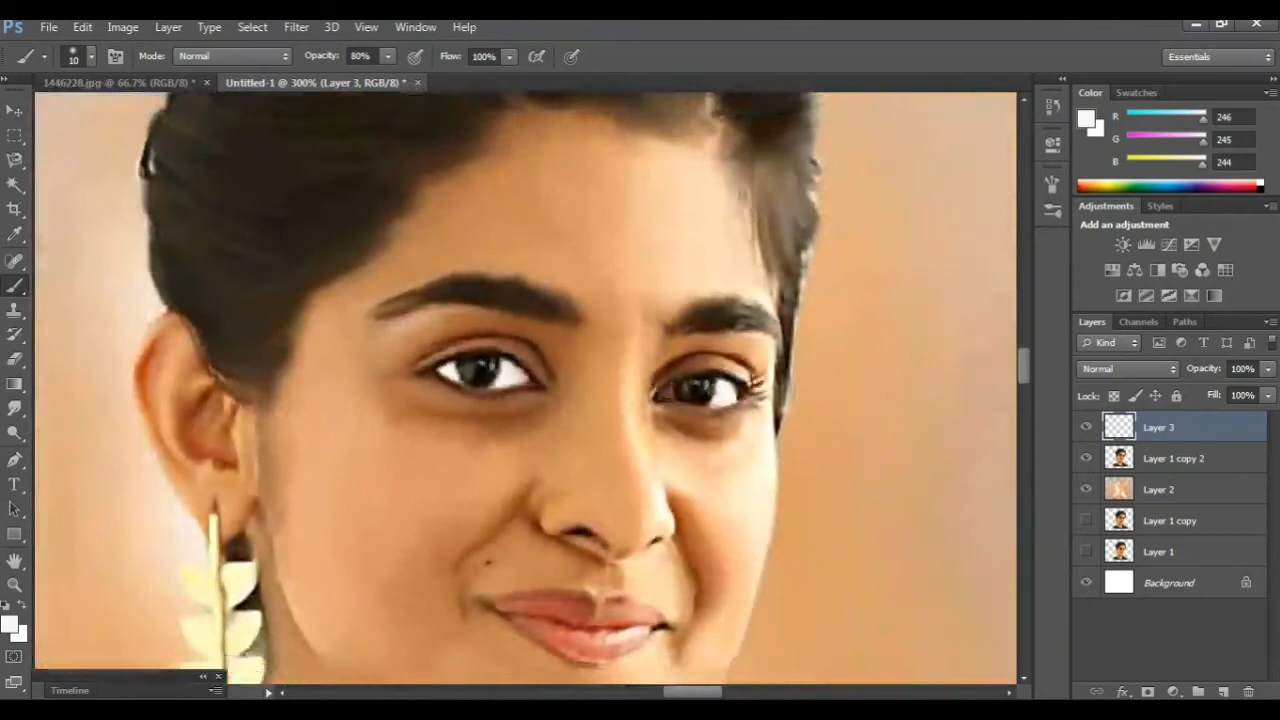 Ps File Edit Image Layer Type Select Filter 3D View Window Help
10 Mode: Normal Opacity: 80% Flow: 100% Essentials
1446228.jpg @ 66.7% (RGB/8) * × Untitled-1 @ 300% (Layer 3, RGB/8) * ×
Color Swatches
R 246
G 245
B 244
Adjustments Styles
Add an adjustment
Layers Channels Paths
Kind
Normal Opacity: 100%
Lock: Fill: 100%
Layer 3
Layer 1 copy 2
Layer 2
Layer 1 copy
Layer 1
Background
Timeline